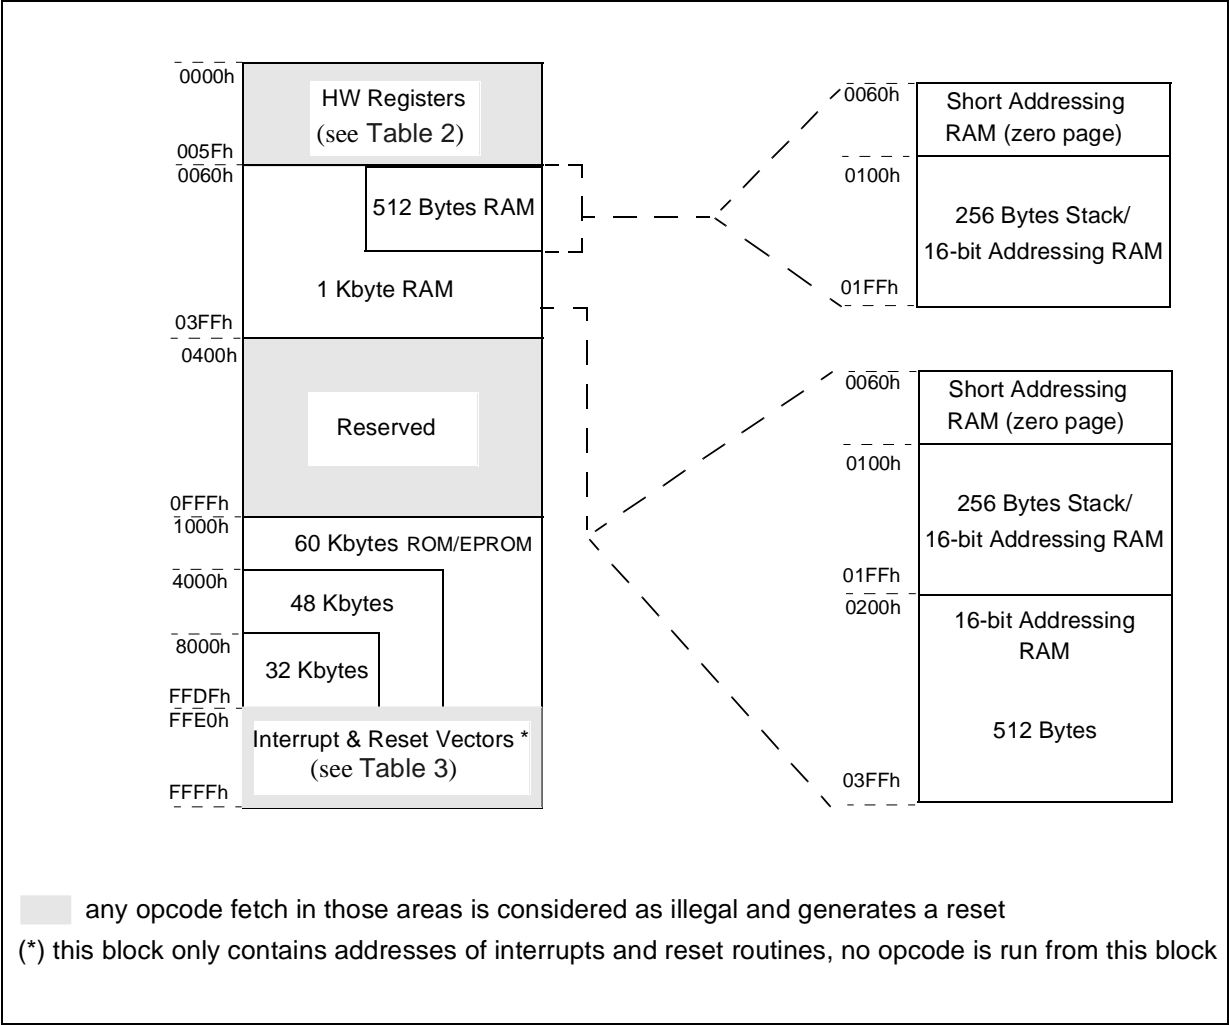 0000h
HW Registers
(see Table 2)
005Fh
0060h
512 Bytes RAM
1 Kbyte RAM
03FFh
0400h
Reserved
0FFFh
1000h
60 Kbytes ROM/EPROM
4000h
48 Kbytes
8000h
32 Kbytes
FFDFh
FFE0h
Interrupt & Reset Vectors *
(see Table 3)
FFFFh
0060h
Short Addressing
RAM (zero page)
0100h
256 Bytes Stack/
16-bit Addressing RAM
01FFh
0060h
Short Addressing
RAM (zero page)
0100h
256 Bytes Stack/
16-bit Addressing RAM
01FFh
0200h
16-bit Addressing
RAM
512 Bytes
03FFh
any opcode fetch in those areas is considered as illegal and generates a reset
(*) this block only contains addresses of interrupts and reset routines, no opcode is run from this block